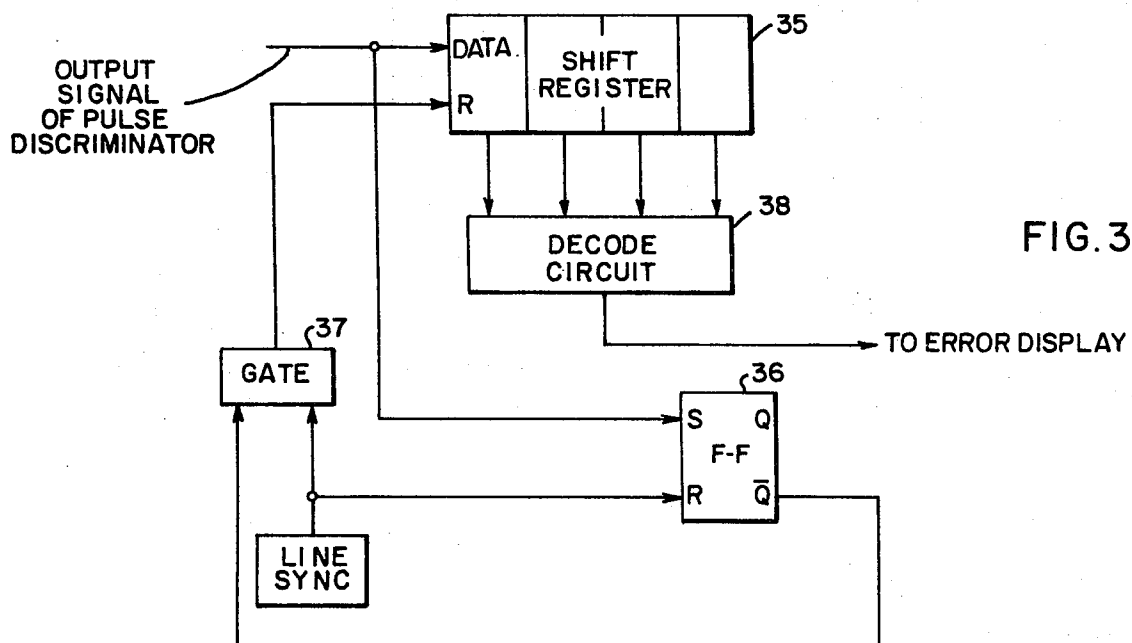 35
DATA.
SHIFT
REGISTER
R
OUTPUT
SIGNAL
OF PULSE
DISCRIMINATOR
38
DECODE
CIRCUIT
FIG. 3
37
GATE
TO ERROR DISPLAY
36
S Q
F-F
R Q̅
LINE
SYNC